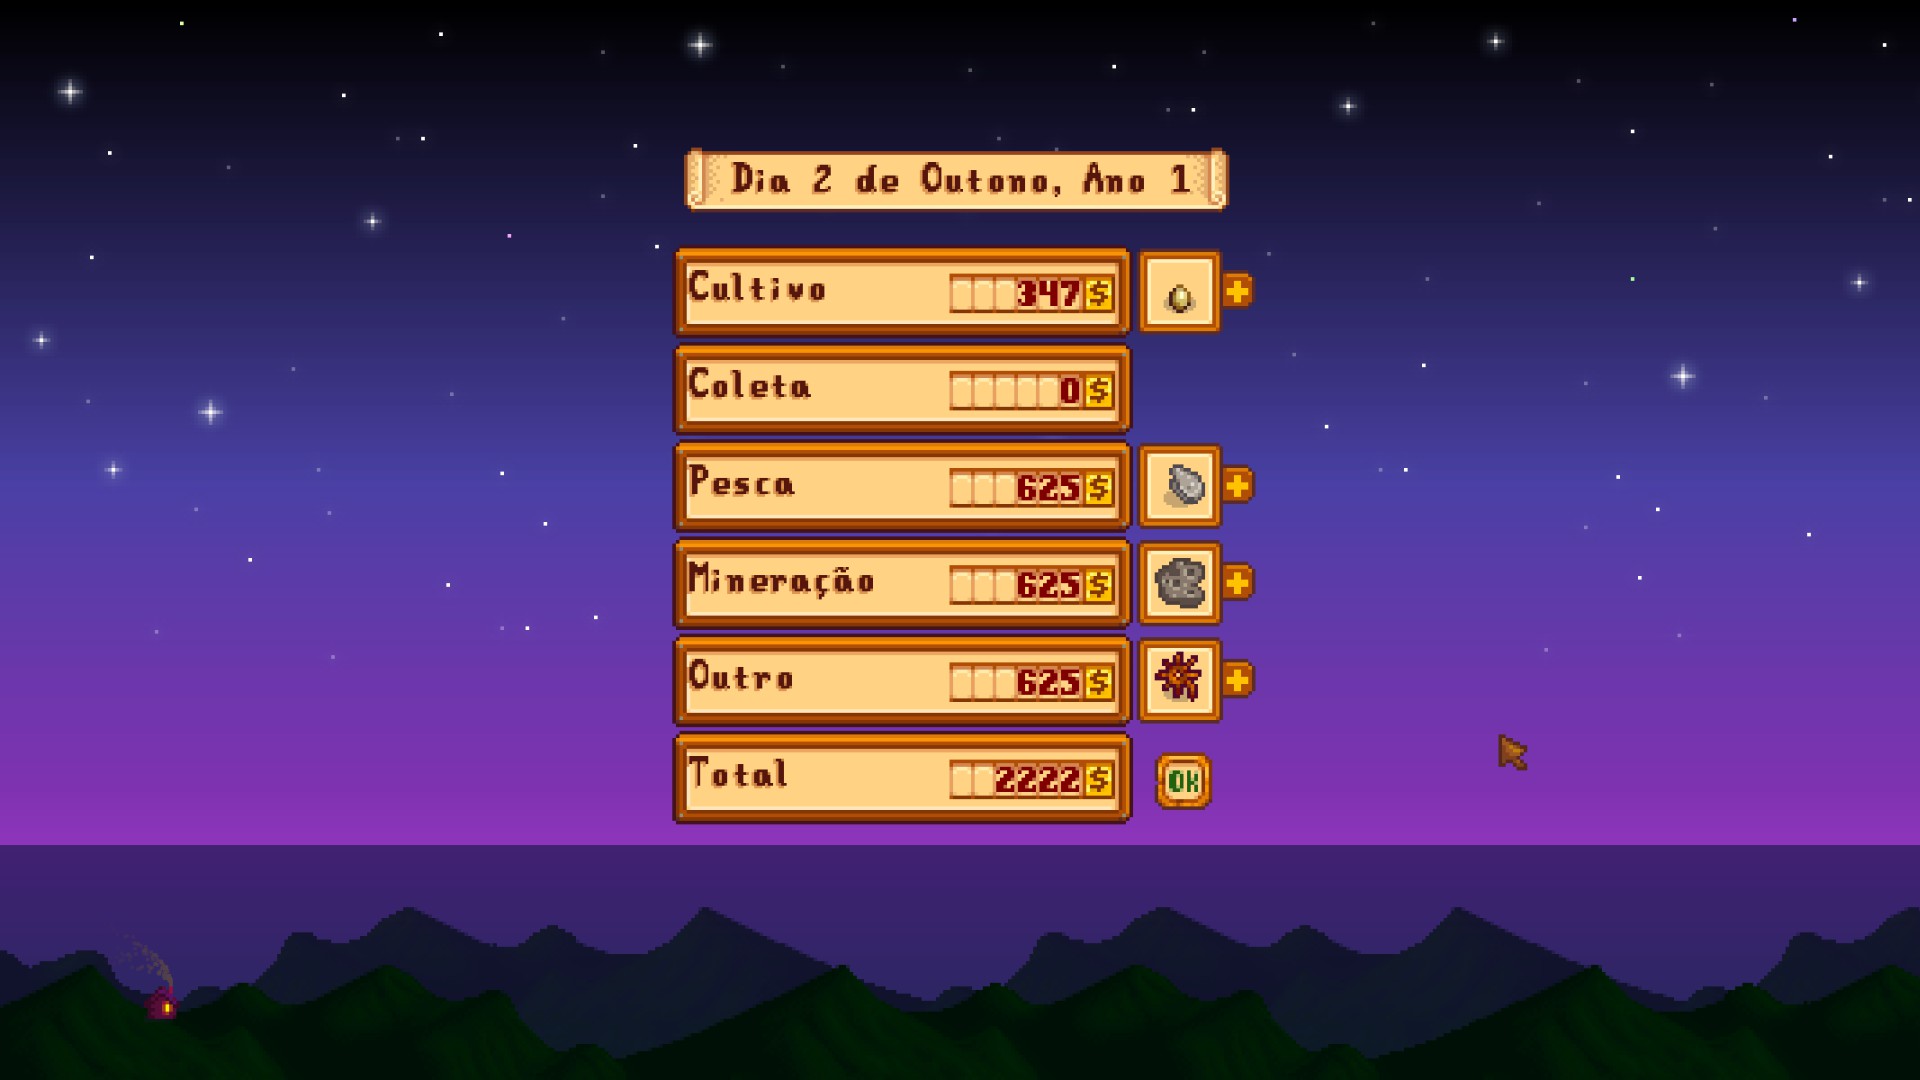 Dia 2 de Outono, Ano 1
Cultivo 347$
Coleta 0$
Pesca 625$
Mineração 625$
Outro 625$
Total 2222$
OK